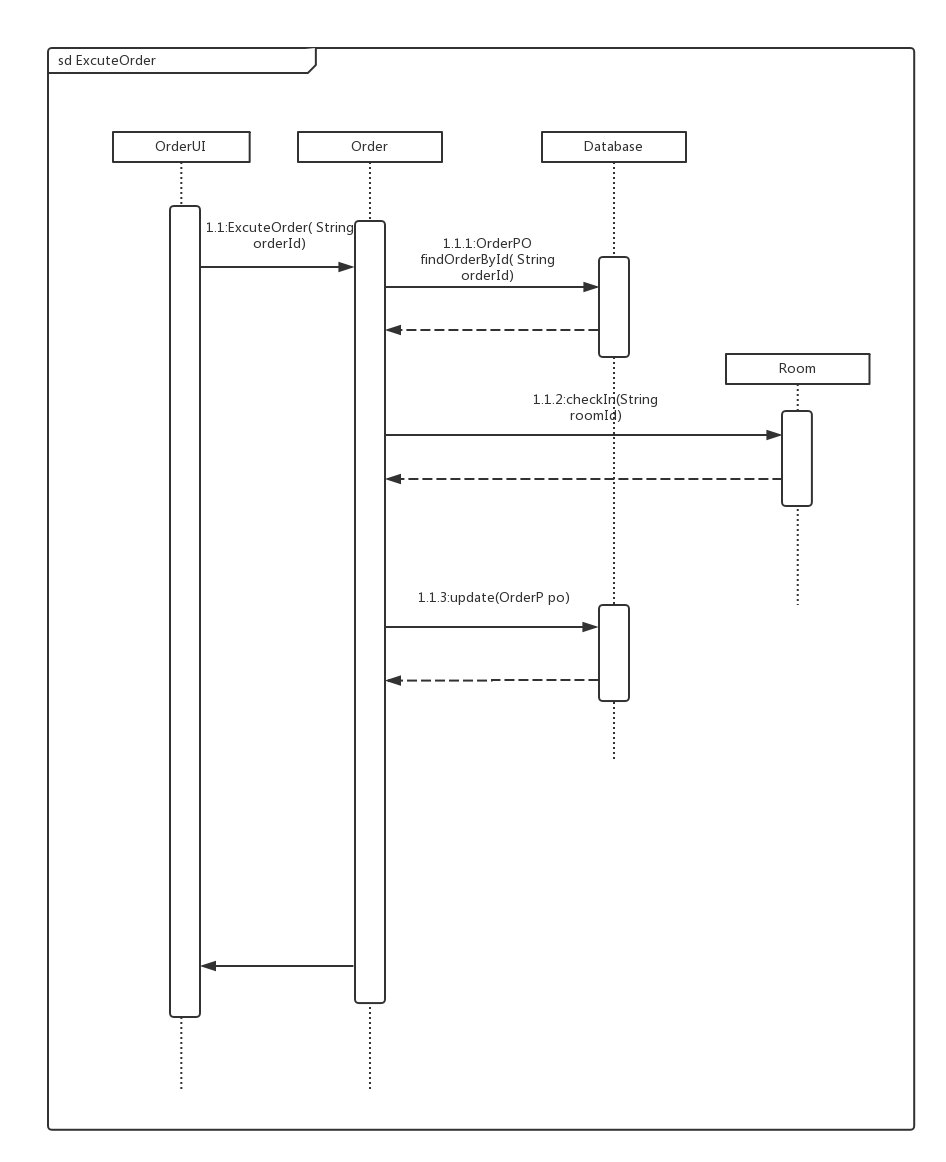 sd ExcuteOrder
OrderUI
Order
Database
1.1:ExcuteOrder( String
orderId)
1.1.1:OrderPO
findOrderById( String
orderId)
Room
1.1.2:checkIn(String
roomId)
1.1.3:update(OrderP po)